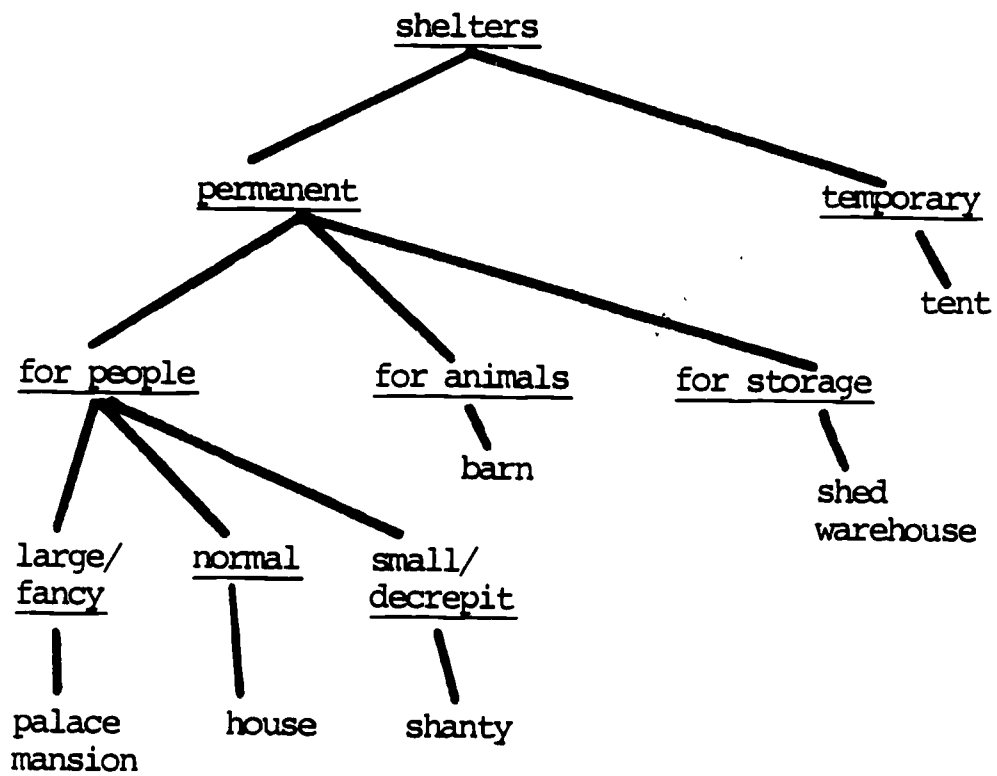 shelters
permanent
temporary
tent
for people
for animals
for storage
barn
shed
warehouse
large/
fancy
normal
small/
decrepit
palace
mansion
house
shanty